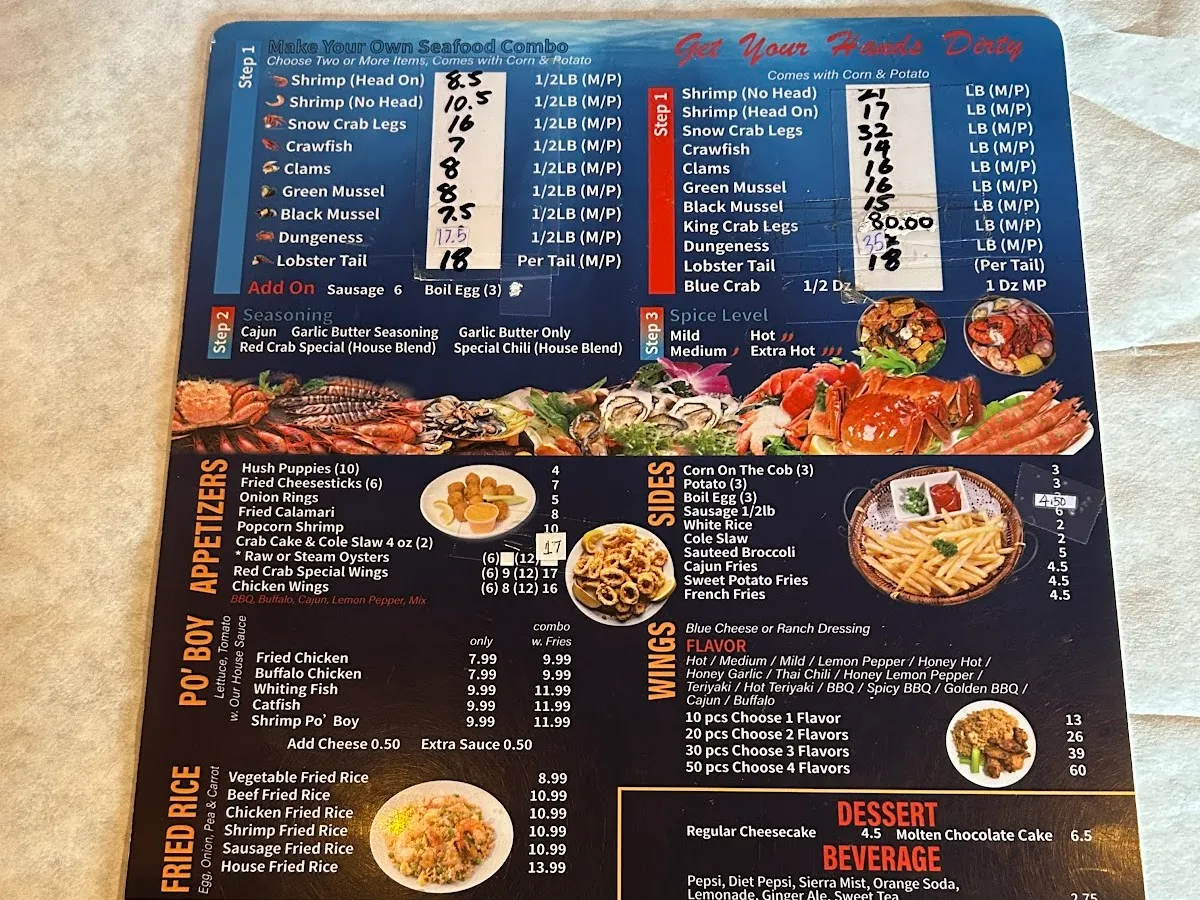 Step 1
Make Your Own Seafood Combo
Choose Two or More Items, Comes with Corn & Potato
Shrimp (Head On) 8.5 1/2LB (M/P)
Shrimp (No Head) 10.5 1/2LB (M/P)
Snow Crab Legs 16 1/2LB (M/P)
Crawfish 7 1/2LB (M/P)
Clams 8 1/2LB (M/P)
Green Mussel 8 1/2LB (M/P)
Black Mussel 7.5 1/2LB (M/P)
Dungeness 17.5 1/2LB (M/P)
Lobster Tail 18 Per Tail (M/P)
Add On Sausage 6 Boil Egg (3)
Get Your Hands Dirty
Comes with Corn & Potato
Step 1
Shrimp (No Head) 21 LB (M/P)
Shrimp (Head On) 17 LB (M/P)
Snow Crab Legs 32 LB (M/P)
Crawfish 14 LB (M/P)
Clams 16 LB (M/P)
Green Mussel 16 LB (M/P)
Black Mussel 15 LB (M/P)
King Crab Legs 80.00 LB (M/P)
Dungeness 35 LB (M/P)
Lobster Tail 18 (Per Tail)
Blue Crab 1/2 Dz 1 Dz MP
Step 2
Seasoning
Cajun Garlic Butter Seasoning Garlic Butter Only
Red Crab Special (House Blend) Special Chili (House Blend)
Step 3
Spice Level
Mild Hot
Medium Extra Hot
APPETIZERS
Hush Puppies (10) 4
Fried Cheesesticks (6) 7
Onion Rings 5
Fried Calamari 8
Popcorn Shrimp 10
Crab Cake & Cole Slaw 4 oz (2)
* Raw or Steam Oysters (6) (12) 17
Red Crab Special Wings (6) 9 (12) 17
Chicken Wings (6) 8 (12) 16
BBQ, Buffalo, Cajun, Lemon Pepper, Mix
SIDES
Corn On The Cob (3) 3
Potato (3) 3
Boil Egg (3) 4.50
Sausage 1/2lb 6
White Rice 2
Cole Slaw 2
Sauteed Broccoli 5
Cajun Fries 4.5
Sweet Potato Fries 4.5
French Fries 4.5
PO' BOY
Lettuce, Tomato
w. Our House Sauce
combo
only w. Fries
Fried Chicken 7.99 9.99
Buffalo Chicken 7.99 9.99
Whiting Fish 9.99 11.99
Catfish 9.99 11.99
Shrimp Po' Boy 9.99 11.99
Add Cheese 0.50 Extra Sauce 0.50
WINGS
Blue Cheese or Ranch Dressing
FLAVOR
Hot / Medium / Mild / Lemon Pepper / Honey Hot /
Honey Garlic / Thai Chili / Honey Lemon Pepper /
Teriyaki / Hot Teriyaki / BBQ / Spicy BBQ / Golden BBQ /
Cajun / Buffalo
10 pcs Choose 1 Flavor 13
20 pcs Choose 2 Flavors 26
30 pcs Choose 3 Flavors 39
50 pcs Choose 4 Flavors 60
FRIED RICE
Egg, Onion, Pea & Carrot
Vegetable Fried Rice 8.99
Beef Fried Rice 10.99
Chicken Fried Rice 10.99
Shrimp Fried Rice 10.99
Sausage Fried Rice 10.99
House Fried Rice 13.99
DESSERT
Regular Cheesecake 4.5 Molten Chocolate Cake 6.5
BEVERAGE
Pepsi, Diet Pepsi, Sierra Mist, Orange Soda,
Lemonade, Ginger Ale, Sweet Tea 2.75